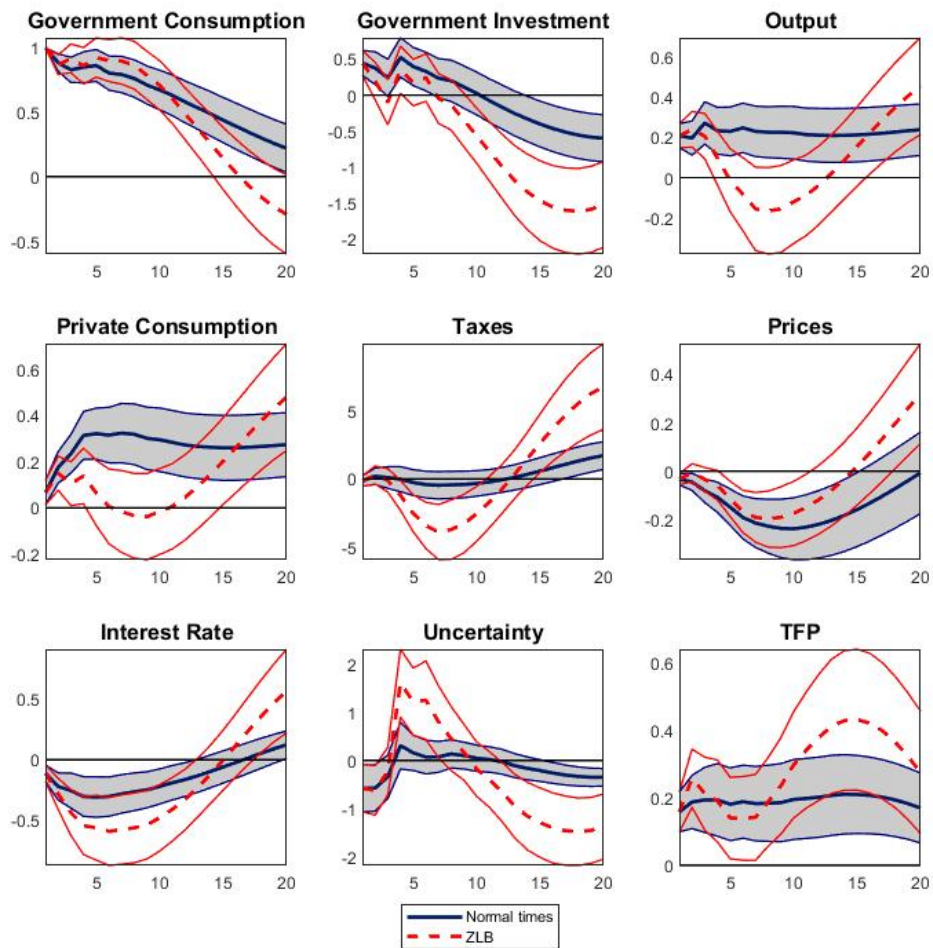 Government Consumption Government Investment Output
1 0.5 0 -0.5
5 10 15 20
0.5 0 -0.5 -1 -1.5 -2
5 10 15 20
0.6 0.4 0.2 0 -0.2
5 10 15 20
Private Consumption Taxes Prices
0.6 0.4 0.2 0 -0.2
5 10 15 20
5 0 -5
5 10 15 20
0.4 0.2 0 -0.2
5 10 15 20
Interest Rate Uncertainty TFP
0.5 0 -0.5
5 10 15 20
2 1 0 -1 -2
5 10 15 20
0.6 0.4 0.2 0
5 10 15 20
Normal times
ZLB